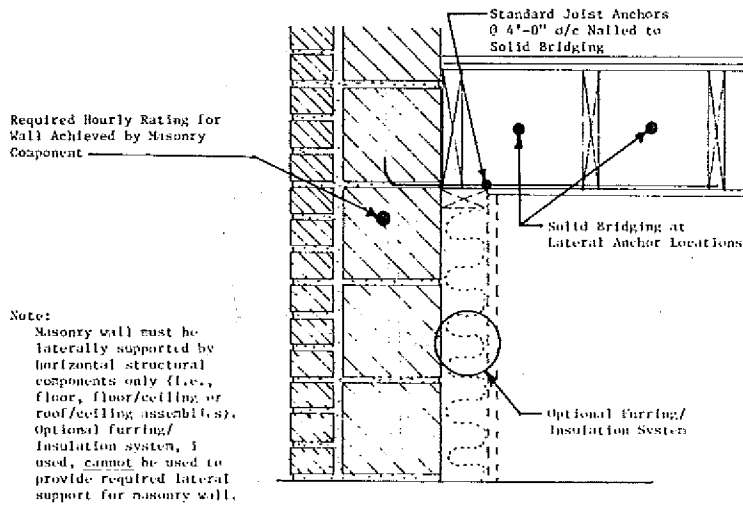 Standard Joist Anchors
@ 4'-0" o/c Nailed to
Solid Bridging
Required Hourly Rating for
Wall Achieved by Masonry
Component
Solid Bridging at
Lateral Anchor Locations
Note:
Masonry wall must be
laterally supported by
horizontal structural
components only (i.e.,
floor, floor/ceiling or
roof/ceiling assemblies).
Optional furring/
insulation system, i
used, cannot be used to
provide required lateral
support for masonry wall.
Optional Furring/
Insulation System